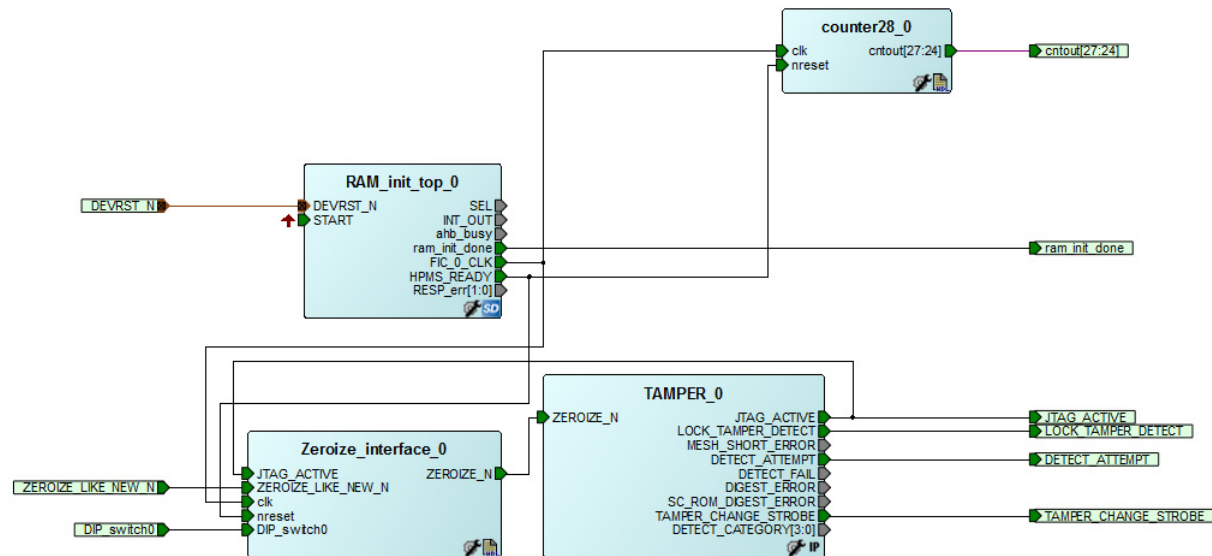 counter28_0
clk
cntout[27:24]
cntout[27:24]
nreset
HDL
RAM_init_top_0
DEVRST_N
DEVRST_N
SEL
START
INT_OUT
ahb_busy
ram_init_done
ram_init_done
FIC_0_CLK
HPMS_READY
RESP_err[1:0]
SD
TAMPER_0
ZEROIZE_N
JTAG_ACTIVE
JTAG_ACTIVE
LOCK_TAMPER_DETECT
LOCK_TAMPER_DETECT
MESH_SHORT_ERROR
DETECT_ATTEMPT
DETECT_ATTEMPT
DETECT_FAIL
DIGEST_ERROR
SC_ROM_DIGEST_ERROR
TAMPER_CHANGE_STROBE
TAMPER_CHANGE_STROBE
DETECT_CATEGORY[3:0]
IP
Zeroize_interface_0
JTAG_ACTIVE
ZEROIZE_N
ZEROIZE_LIKE_NEW_N
ZEROIZE_LIKE_NEW_N
clk
nreset
DIP_switch0
DIP_switch0
HDL